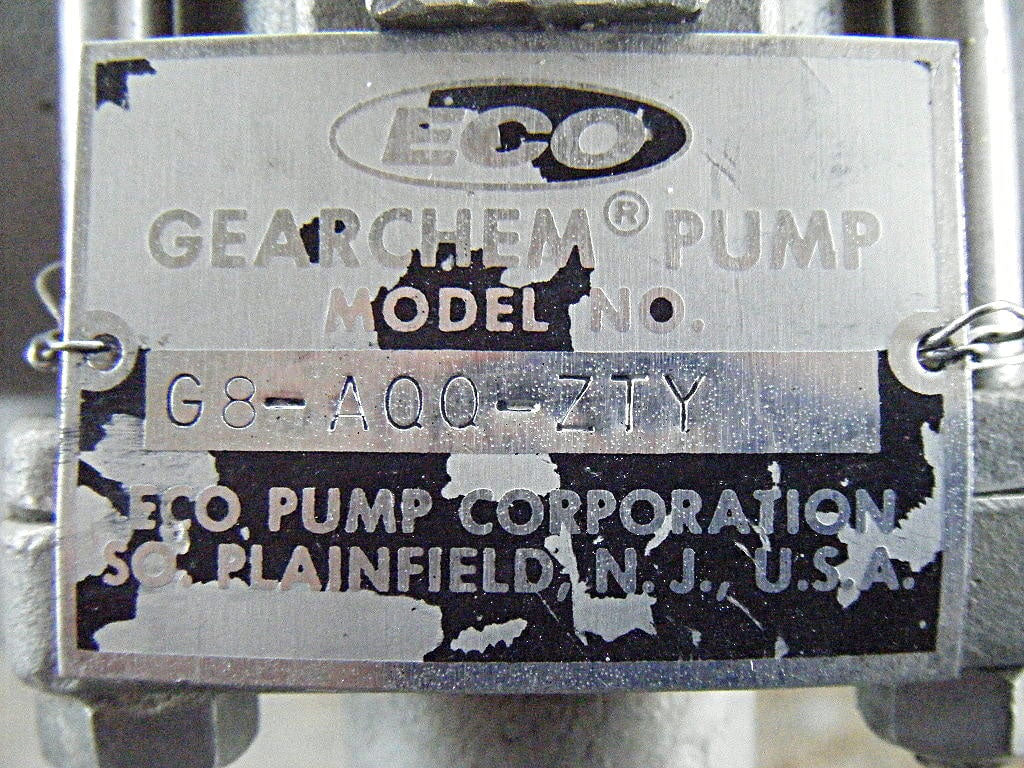 ECO
GEARCHEM® PUMP
MODEL NO.
G8-AQQ-ZTY
ECO PUMP CORPORATION
SO. PLAINFIELD, N. J., U.S.A.